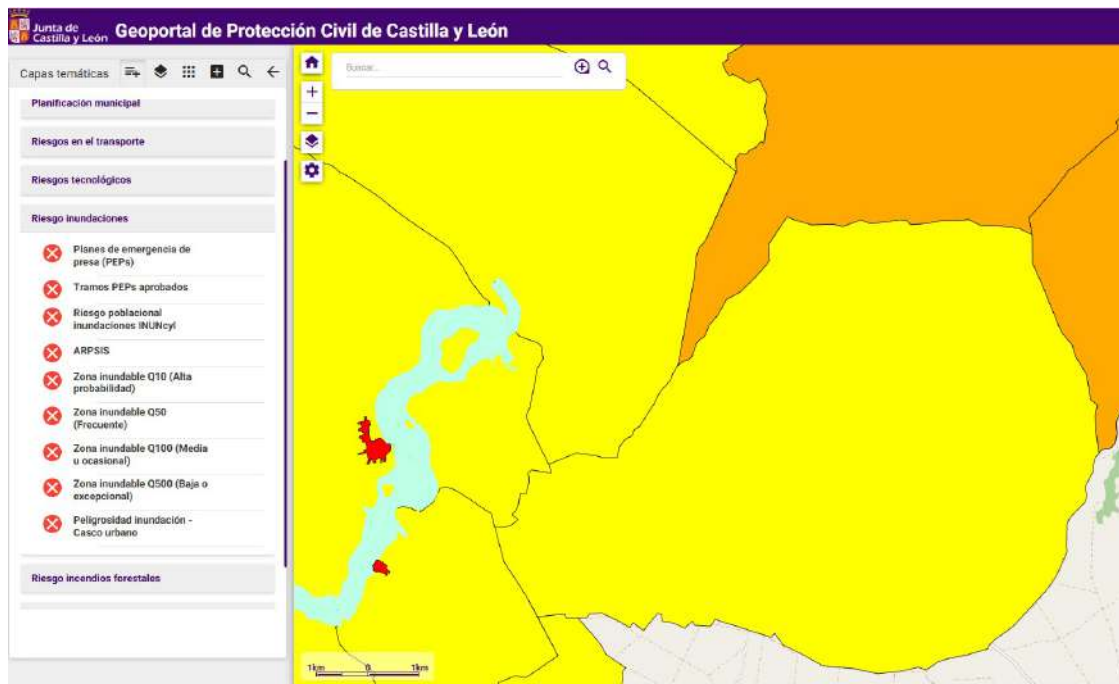 Junta de
Castilla y León
Geoportal de Protección Civil de Castilla y León
Capas temáticas
Buscar...
Planificación municipal
Riesgos en el transporte
Riesgos tecnológicos
Riesgo inundaciones
Planes de emergencia de
presa (PEPs)
Tramos PEPs aprobados
Riesgo poblacional
inundaciones INUNcyl
ARPSIS
Zona inundable Q10 (Alta
probabilidad)
Zona inundable Q50
(Frecuente)
Zona inundable Q100 (Media
u ocasional)
Zona inundable Q500 (Baja o
excepcional)
Peligrosidad inundación -
Casco urbano
Riesgo incendios forestales
1km 0 1km